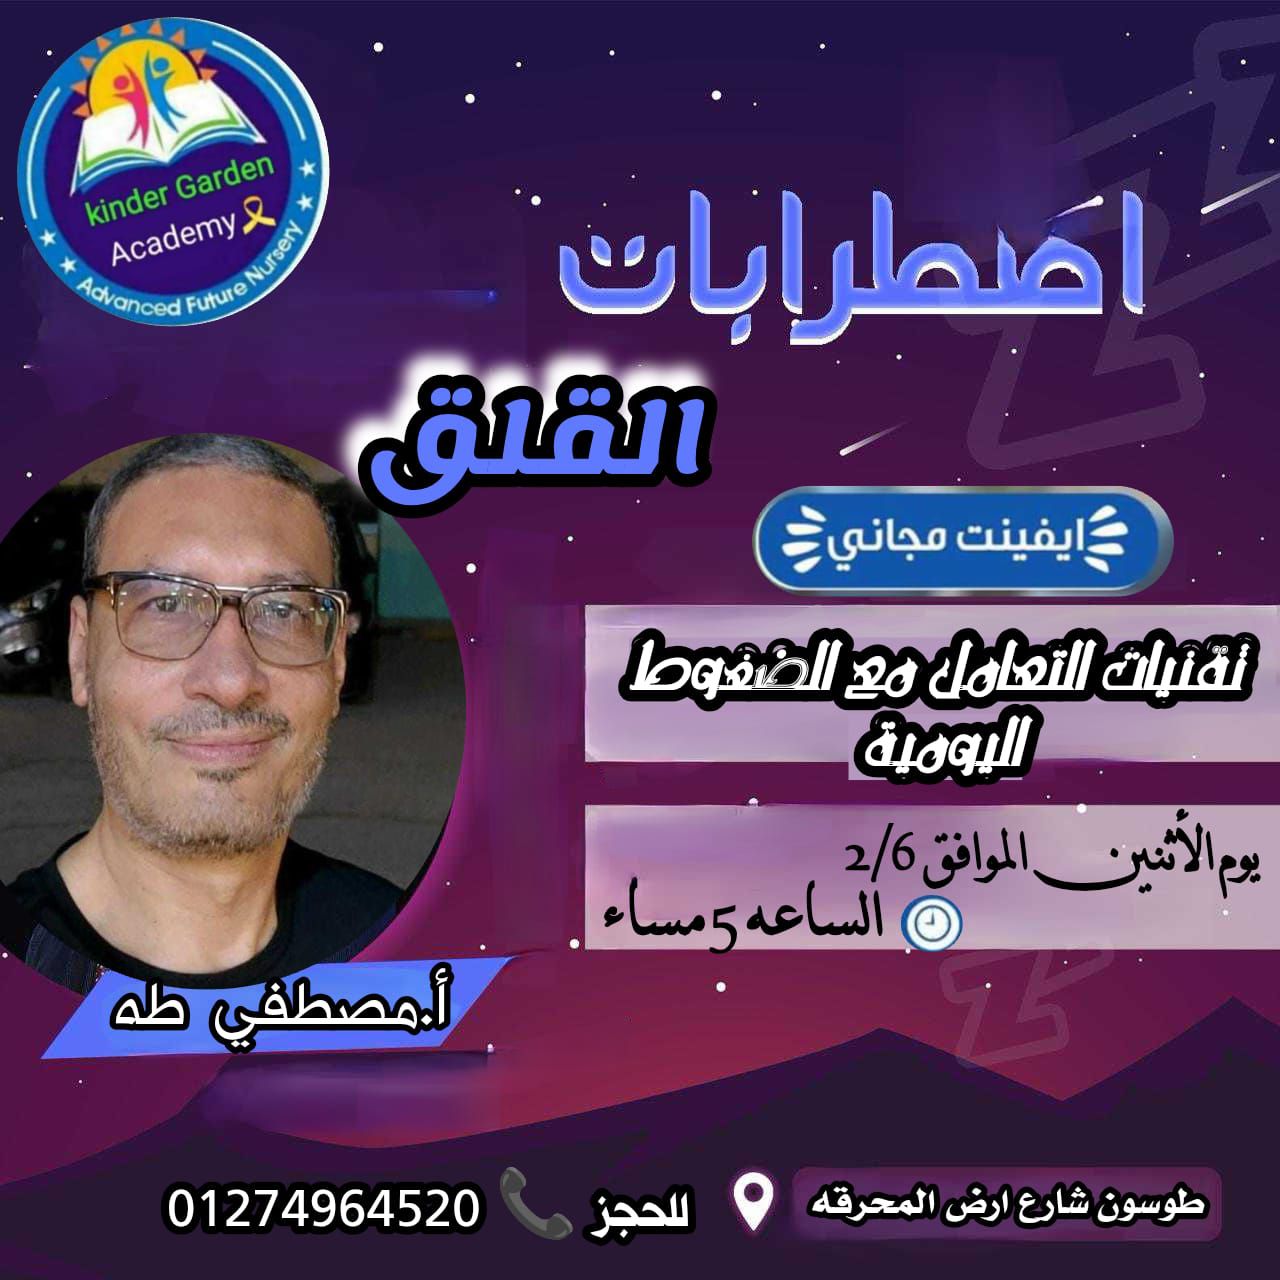 kinder Garden
Academy
Advanced Future Nursery
اضطرابات
القلق
ايفينت مجاني
تقنيات التعامل مع الضغوط
اليومية
يوم الأثنين الموافق 2/6
الساعه 5 مساء
أ.مصطفي طه
طوسون شارع ارض المحرقه
للحجز 01274964520